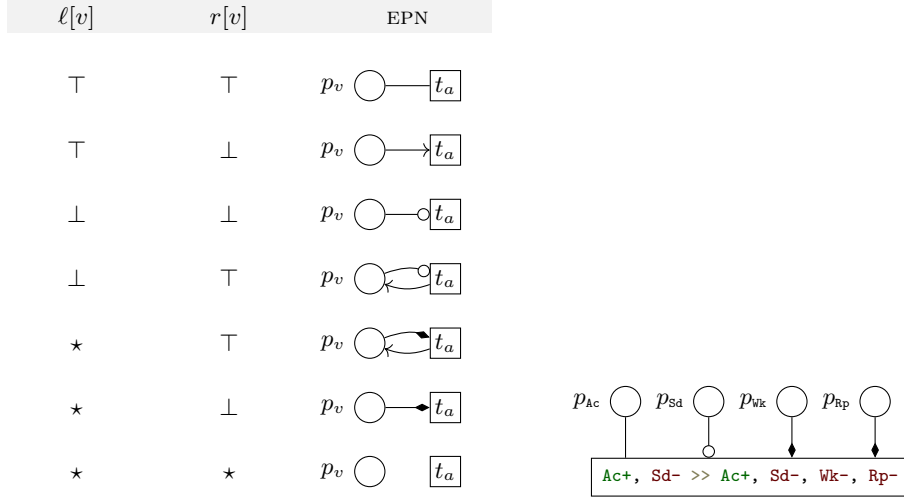 ℓ[v] r[v] EPN
⊤ ⊤ p_v t_a
⊤ ⊥ p_v t_a
⊥ ⊥ p_v t_a
⊥ ⊤ p_v t_a
⋆ ⊤ p_v t_a
⋆ ⊥ p_v t_a
⋆ ⋆ p_v t_a
p_Ac p_Sd p_Wk p_Rp
Ac+, Sd- >> Ac+, Sd-, Wk-, Rp-